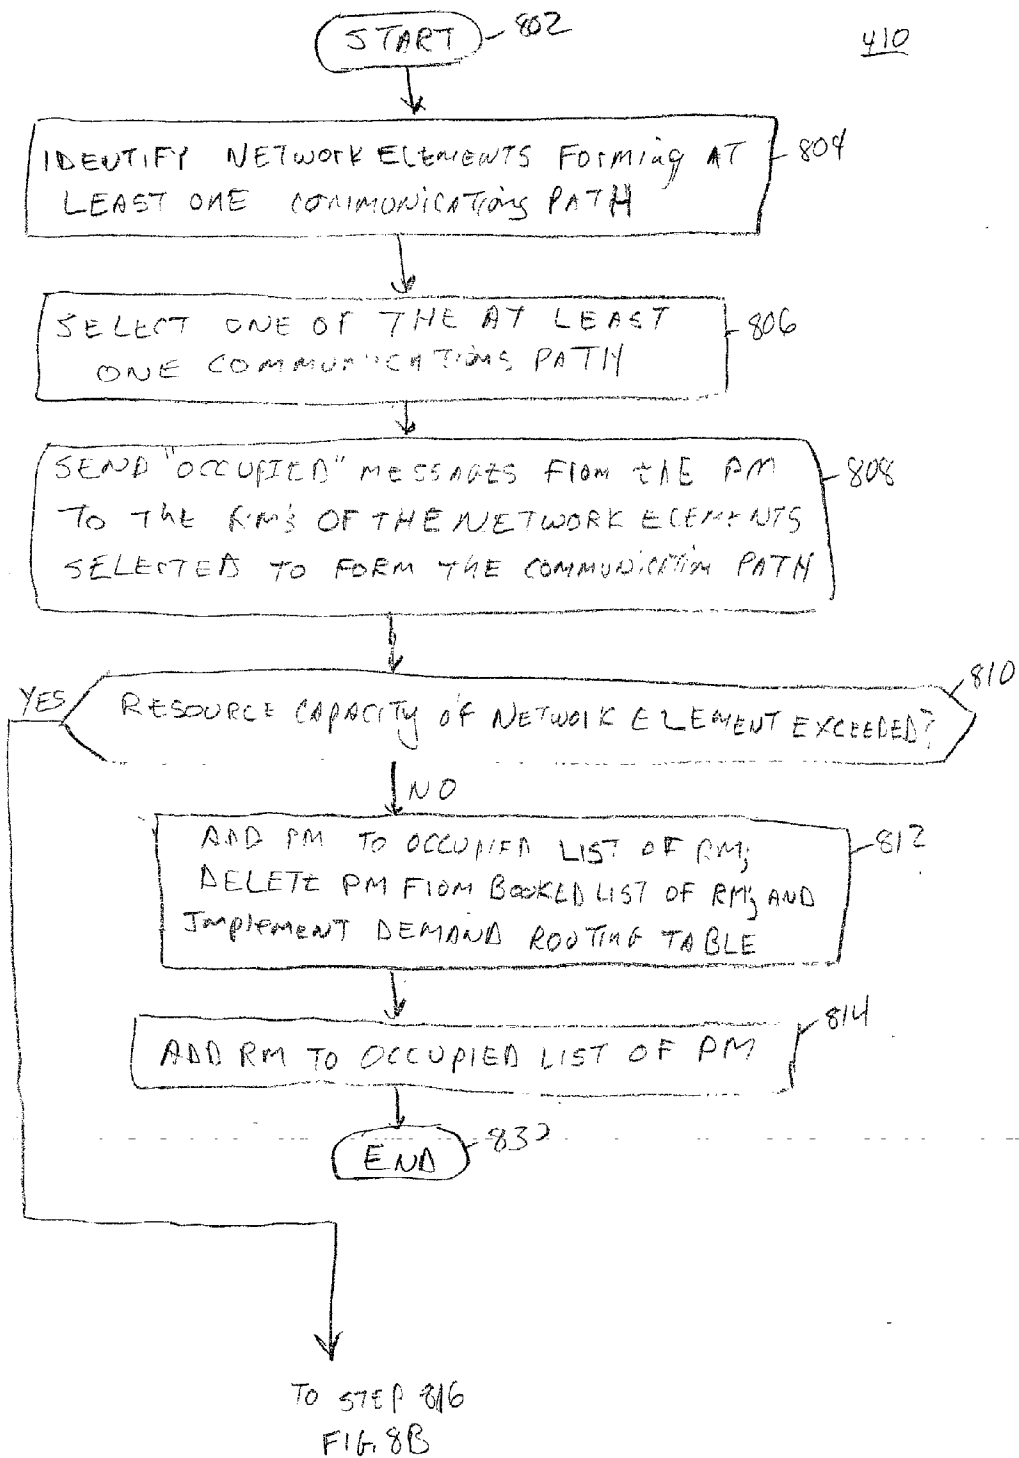 START 802
410
IDENTIFY NETWORK ELEMENTS FORMING AT 804
LEAST ONE COMMUNICATIONS PATH
SELECT ONE OF THE AT LEAST 806
ONE COMMUNICATIONS PATH
SEND "OCCUPIED" MESSAGES FROM THE PM 808
TO THE RM's OF THE NETWORK ELEMENTS
SELECTED TO FORM THE COMMUNICATION PATH
810
YES RESOURCE CAPACITY OF NETWORK ELEMENT EXCEEDED?
NO
ADD PM TO OCCUPIED LIST OF RM; 812
DELETE PM FROM BOOKED LIST OF RM; AND
IMPLEMENT DEMAND ROUTING TABLE
814
ADD RM TO OCCUPIED LIST OF PM
END 832
TO STEP 816
FIG. 8B